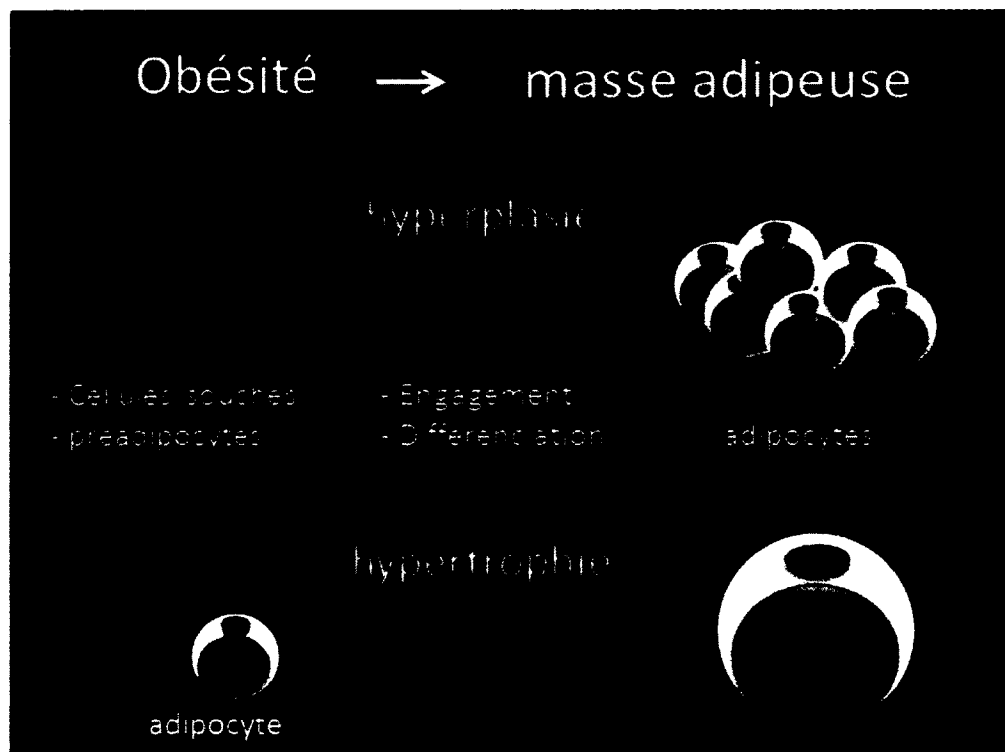 Obésité → masse adipeuse
hyperplasie
- Cellules souches
- préadipocytes
- Engagement
- Différenciation
adipocytes
hypertrophie
adipocyte